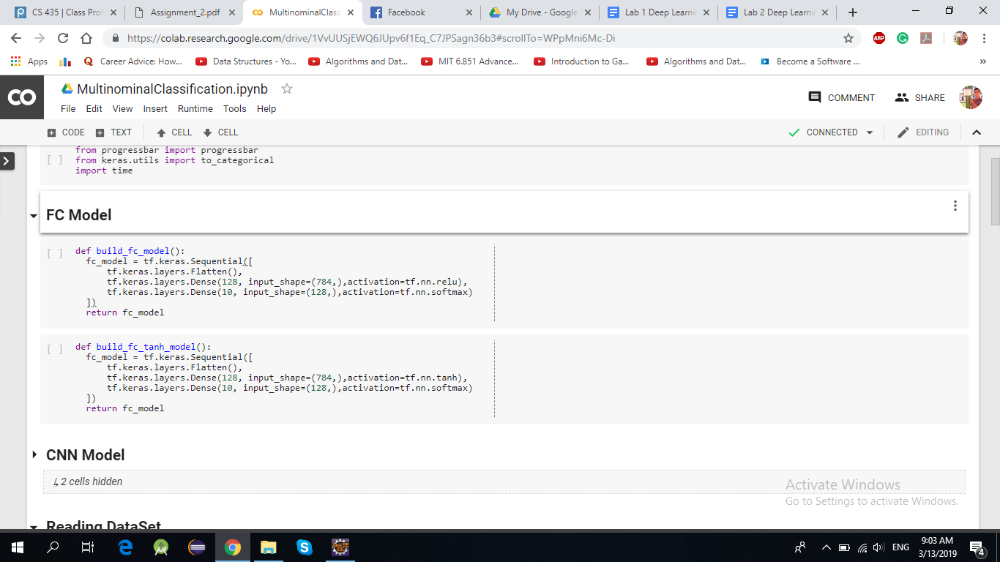 CS 435 | Class Prof
Assignment_2.pdf
MultinominalClass
Facebook
My Drive - Google
Lab 1 Deep Learnin
Lab 2 Deep Learnin
https://colab.research.google.com/drive/1VvUUSjEWQ6JUpv6f1Eq_C7JPSagn36b3#scrollTo=WPpMni6Mc-Di
ABP
Apps
Career Advice: How...
Data Structures - Yo...
Algorithms and Dat...
MIT 6.851 Advance...
Introduction to Ga...
Algorithms and Dat...
Become a Software ...
»
CO
MultinominalClassification.ipynb
COMMENT
SHARE
File Edit View Insert Runtime Tools Help
CODE TEXT CELL CELL
CONNECTED
EDITING
from progressbar import progressbar
[ ] from keras.utils import to_categorical
import time
FC Model
[ ] def build_fc_model():
fc_model = tf.keras.Sequential([
tf.keras.layers.Flatten(),
tf.keras.layers.Dense(128, input_shape=(784,),activation=tf.nn.relu),
tf.keras.layers.Dense(10, input_shape=(128,),activation=tf.nn.softmax)
])
return fc_model
[ ] def build_fc_tanh_model():
fc_model = tf.keras.Sequential([
tf.keras.layers.Flatten(),
tf.keras.layers.Dense(128, input_shape=(784,),activation=tf.nn.tanh),
tf.keras.layers.Dense(10, input_shape=(128,),activation=tf.nn.softmax)
])
return fc_model
CNN Model
↳ 2 cells hidden
Activate Windows
Go to Settings to activate Windows.
Reading DataSet
ENG
9:03 AM
3/13/2019
4